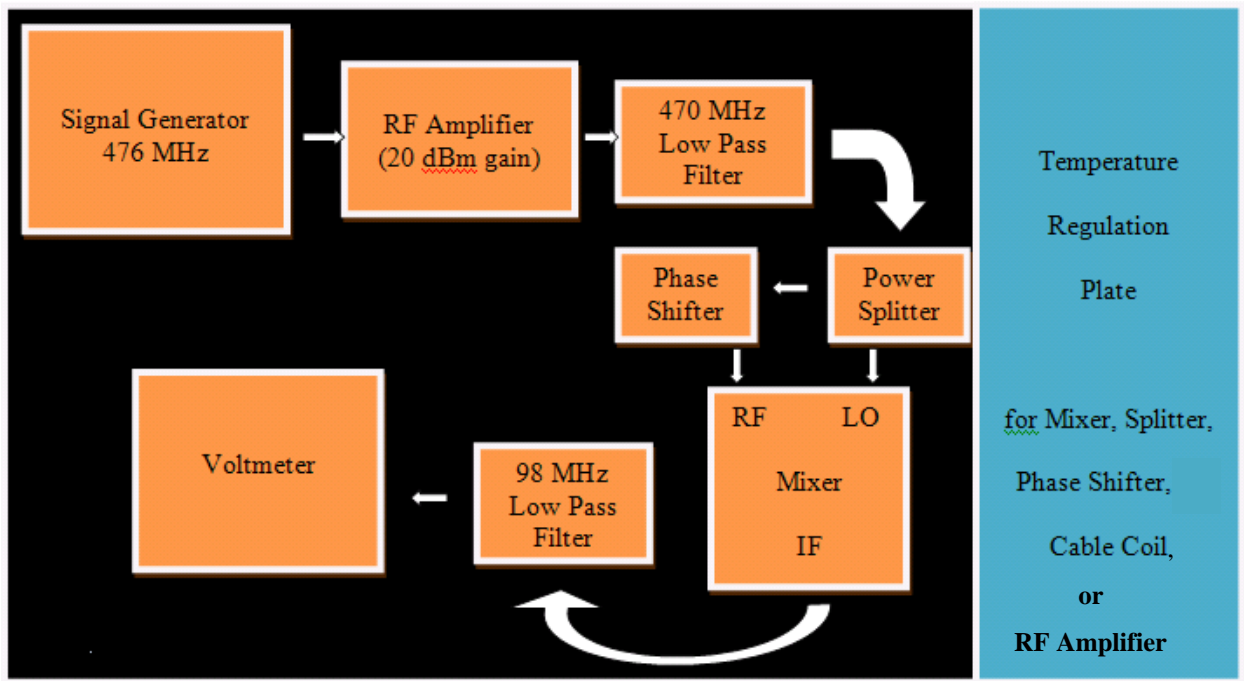 Signal Generator
476 MHz
RF Amplifier
(20 dBm gain)
470 MHz
Low Pass
Filter
Phase
Shifter
Power
Splitter
RF LO
Mixer
IF
98 MHz
Low Pass
Filter
Voltmeter
Temperature
Regulation
Plate
for Mixer, Splitter,
Phase Shifter,
Cable Coil,
or
RF Amplifier